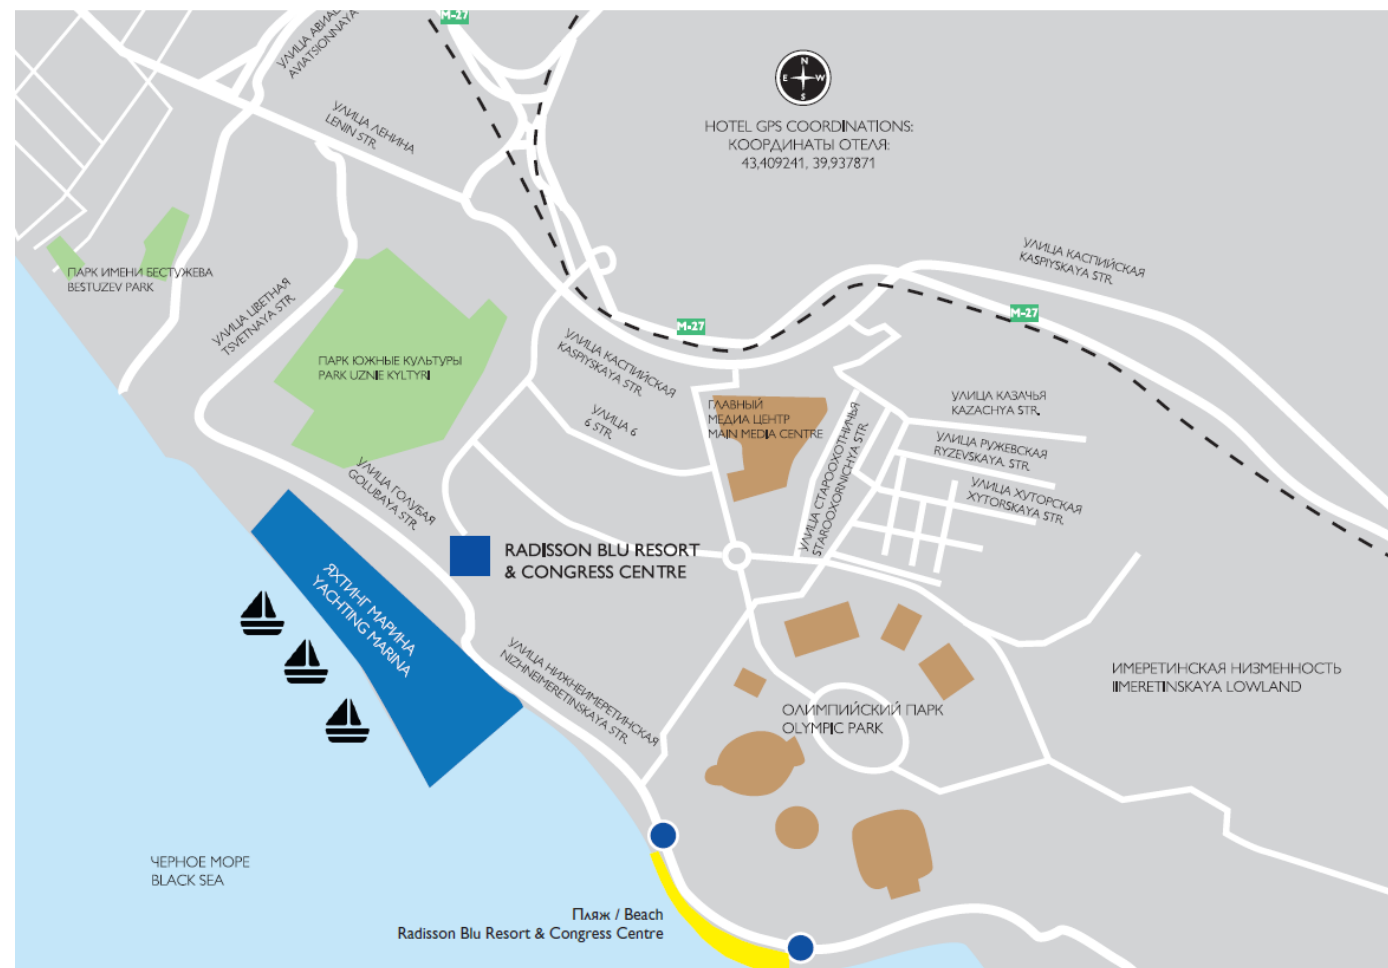 M-27
УЛИЦА АВИАЦ
AVIATSIONNAYA
УЛИЦА ЛЕНИНА
LENIN STR.
N
E W
S
HOTEL GPS COORDINATIONS:
КООРДИНАТЫ ОТЕЛЯ:
43,409241, 39,937871
ПАРК ИМЕНИ БЕСТУЖЕВА
BESTUZEV PARK
УЛИЦА ЦВЕТНАЯ
TSVETNAYA STR.
УЛИЦА КАСПИЙСКАЯ
KASPIYSKAYA STR.
M-27
M-27
ПАРК ЮЖНЫЕ КУЛЬТУРЫ
PARK UZNIE KYLTYRI
УЛИЦА КАСПИЙСКАЯ
KASPIYSKAYA STR.
УЛИЦА 6
6 STR.
ГЛАВНЫЙ
МЕДИА ЦЕНТР
MAIN MEDIA CENTRE
УЛИЦА СТАРООХОТНИЧЬЯ
STAROOXORNICHYA STR.
УЛИЦА КАЗАЧЬЯ
KAZACHYA STR.
УЛИЦА РУЖЕВСКАЯ
RYZEVSKAYA. STR.
УЛИЦА ХУТОРСКАЯ
XYTORSKAYA STR.
УЛИЦА ГОЛУБАЯ
GOLUBAYA STR.
RADISSON BLU RESORT
& CONGRESS CENTRE
ЯХТИНГ МАРИНА
YACHTING MARINA
УЛИЦА НИЖНЕИМЕРЕТИНСКАЯ
NIZHNEIMERETINSKAYA STR.
ИМЕРЕТИНСКАЯ НИЗМЕННОСТЬ
IIMERETINSKAYA LOWLAND
ОЛИМПИЙСКИЙ ПАРК
OLYMPIC PARK
ЧЕРНОЕ МОРЕ
BLACK SEA
Пляж / Beach
Radisson Blu Resort & Congress Centre